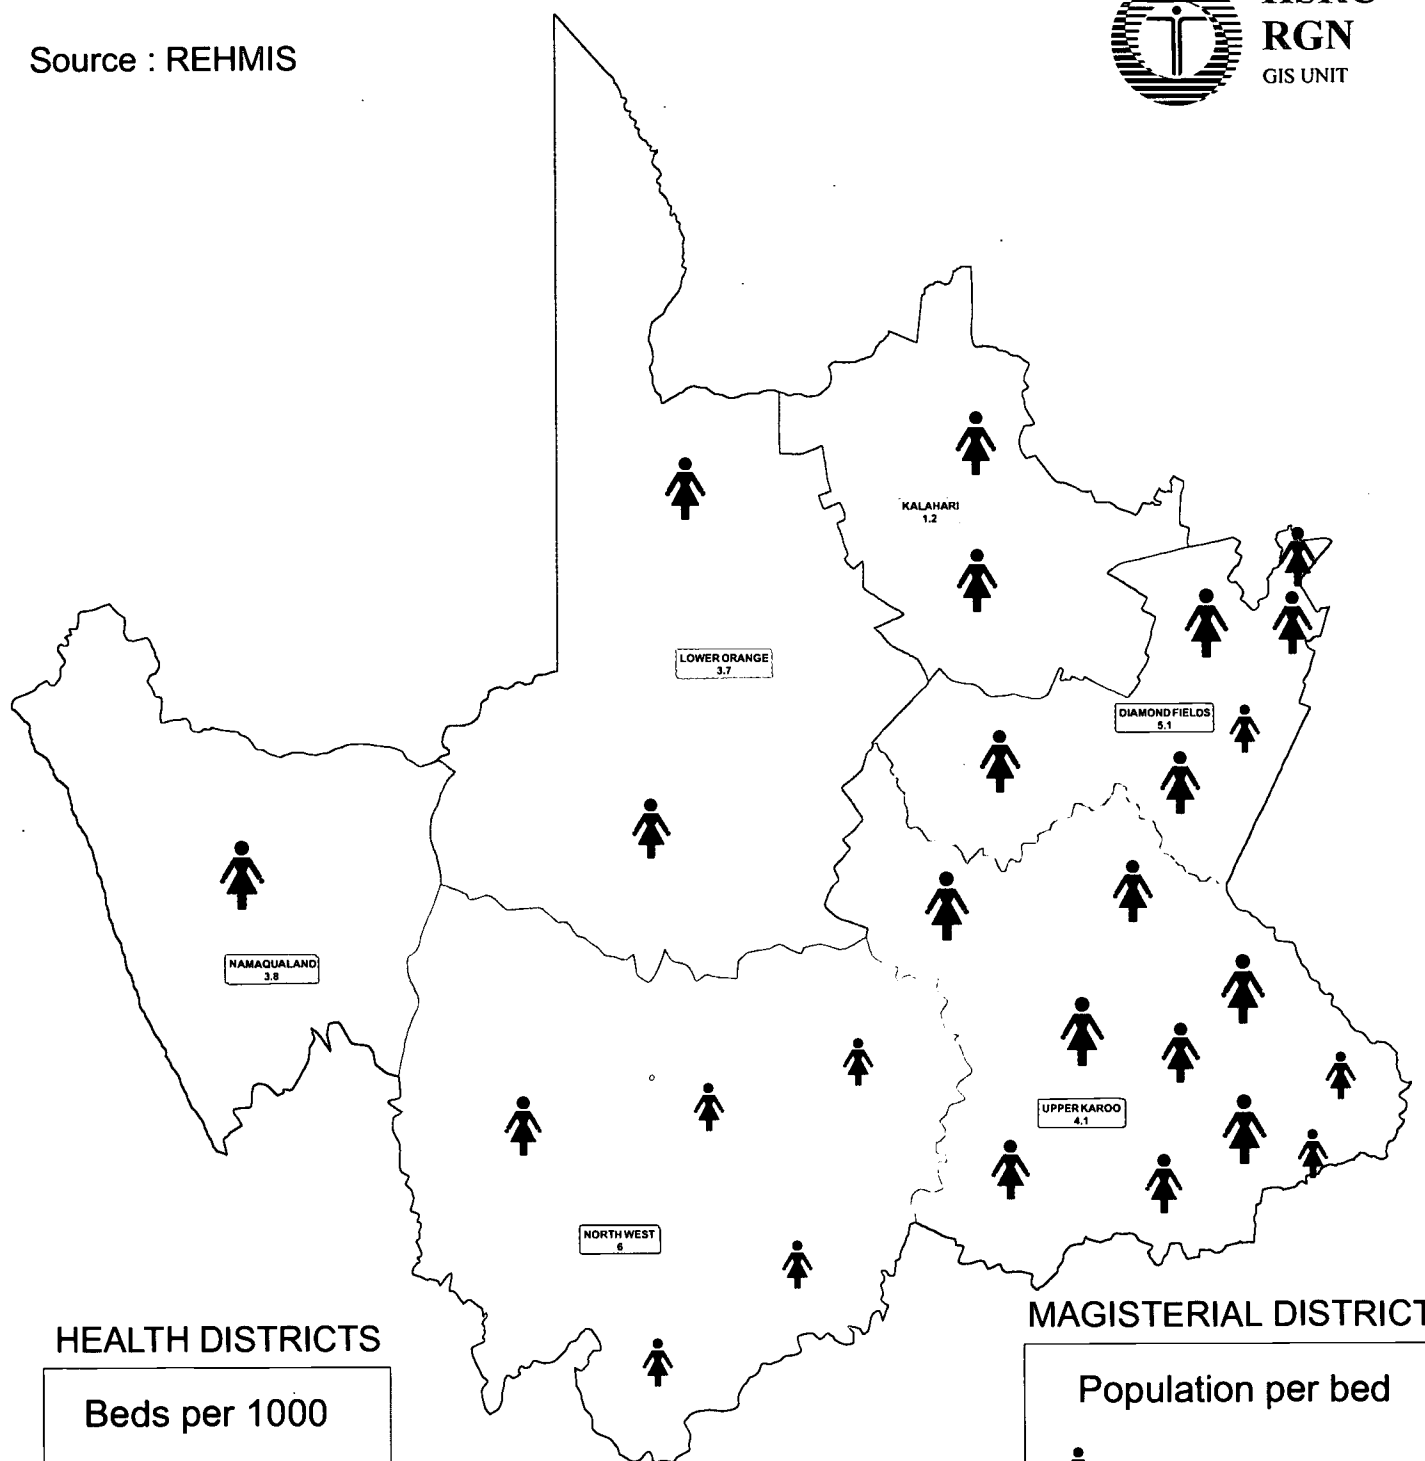 Source : REHMIS
RGN
GIS UNIT
KALAHARI
1.2
LOWER ORANGE
3.7
DIAMOND FIELDS
5.1
NAMAQUALAND
3.8
UPPER KAROO
4.1
NORTH WEST
6
HEALTH DISTRICTS
Beds per 1000
MAGISTERIAL DISTRICT
Population per bed